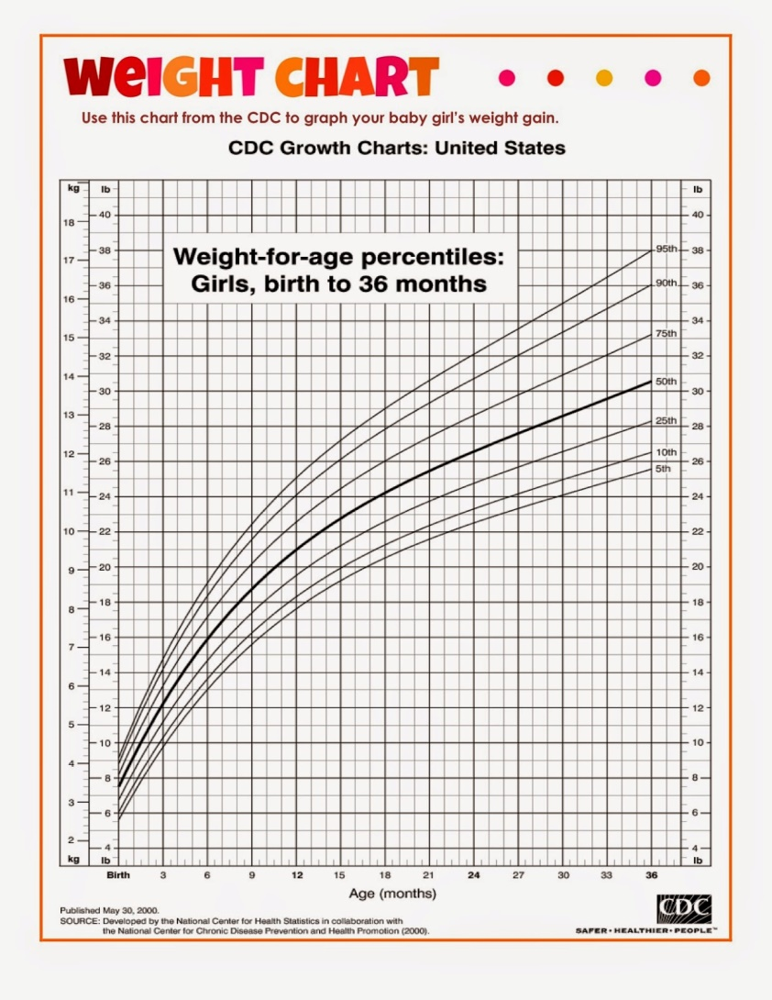 WEIGHT CHART
Use this chart from the CDC to graph your baby girl's weight gain.
CDC Growth Charts: United States
kg lb lb
40 40
18
38 95th 38
17
Weight-for-age percentiles:
Girls, birth to 36 months
36 90th 36
16
34 34
15 75th
32 32
14 50th
30 30
13
28 25th 28
12 10th
26 26
5th
11
24 24
10
22 22
9
20 20
8
18 18
7
16 16
6
14 14
5
12 12
10 10
4
8 8
3
6 6
2
4 4
kg lb lb
Birth 3 6 9 12 15 18 21 24 27 30 33 36
Age (months)
Published May 30, 2000.
SOURCE: Developed by the National Center for Health Statistics in collaboration with
the National Center for Chronic Disease Prevention and Health Promotion (2000).
CDC
SAFER • HEALTHIER • PEOPLE™